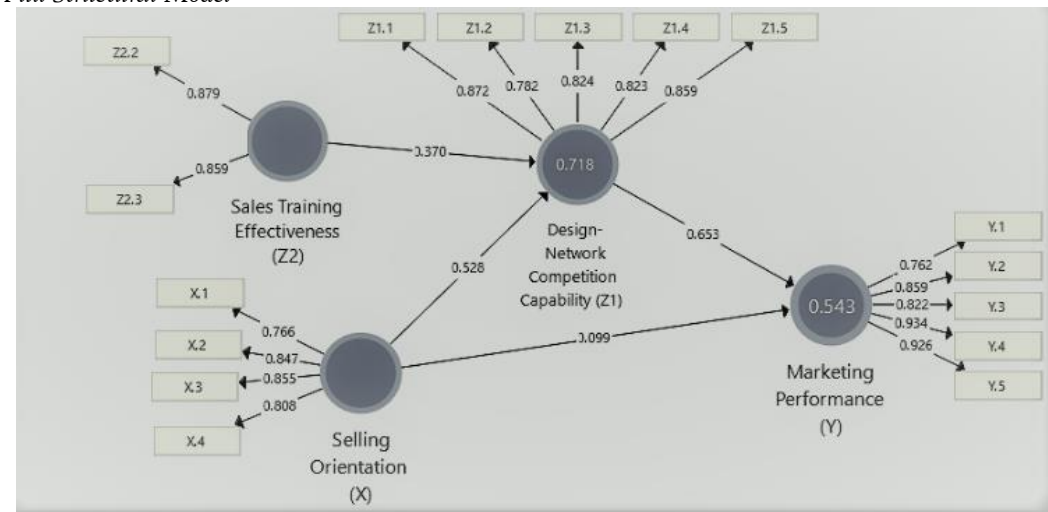 Full Structural Model
Z1.1
Z1.2
Z1.3
Z1.4
Z1.5
Z2.2
0.879
0.872
0.782
0.824
0.823
0.859
0.370
0.718
0.859
Z2.3
Sales Training
Effectiveness
(Z2)
Design-
Network
Competition
Capability (Z1)
0.653
0.528
Y.1
0.762
Y.2
0.859
Y.3
0.822
0.934
Y.4
0.926
Y.5
0.543
X.1
0.766
X.2
0.847
X.3
0.855
0.808
X.4
0.099
Marketing
Performance
(Y)
Selling
Orientation
(X)